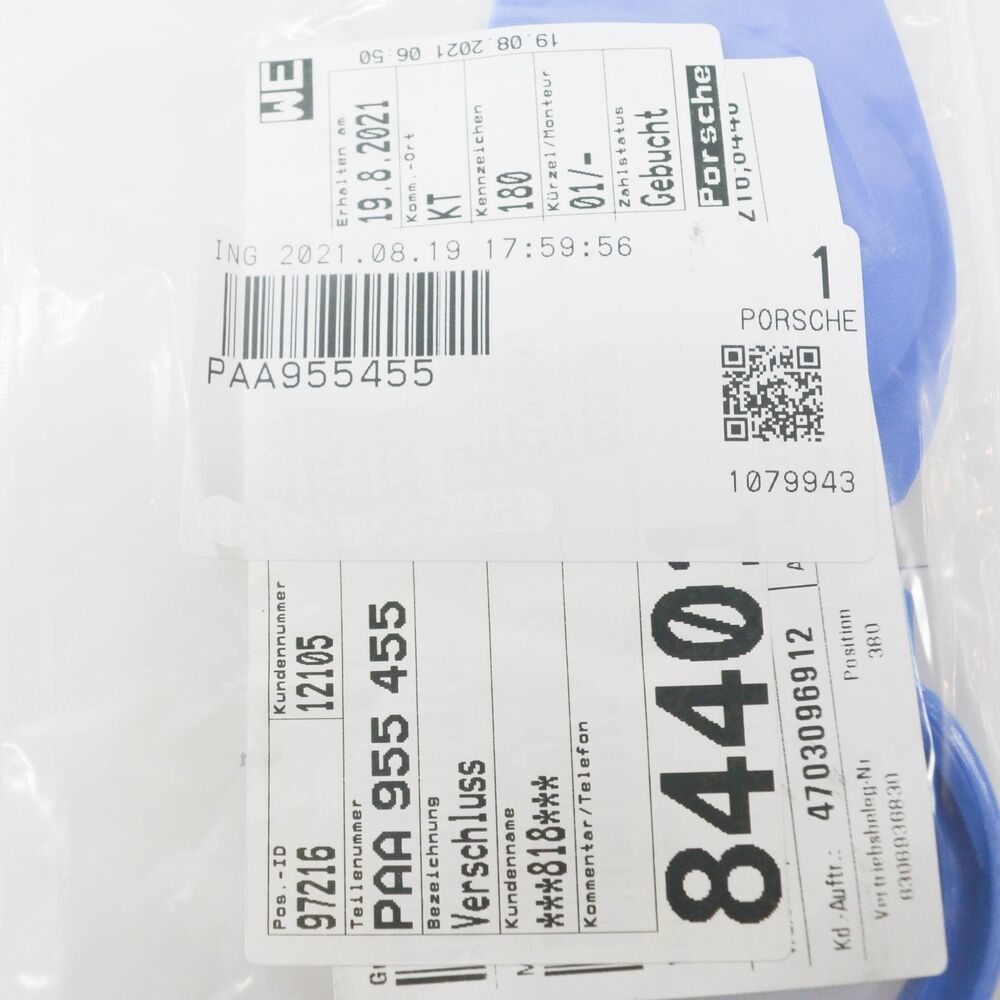 19.08.2021 06:50
WE
Erhalten am
19.8.2021
Komm.-Ort
KT
Kennzeichen
180
Kürzel/Monteur
01/-
Zahlstatus
Gebucht
Porsche
ING 2021.08.19 17:59:56
PAA955455
1
PORSCHE
1079943
Pos.-ID
97216
Kundennummer
12105
Teilenummer
PAA 955 455
Bezeichnung
Verschluss
Kundenname
***818***
Kommentar/Telefon
8440
Kd.-Auftr.: 4703096912
Vertriebsbeleg-Nr
8306936830
Position
380